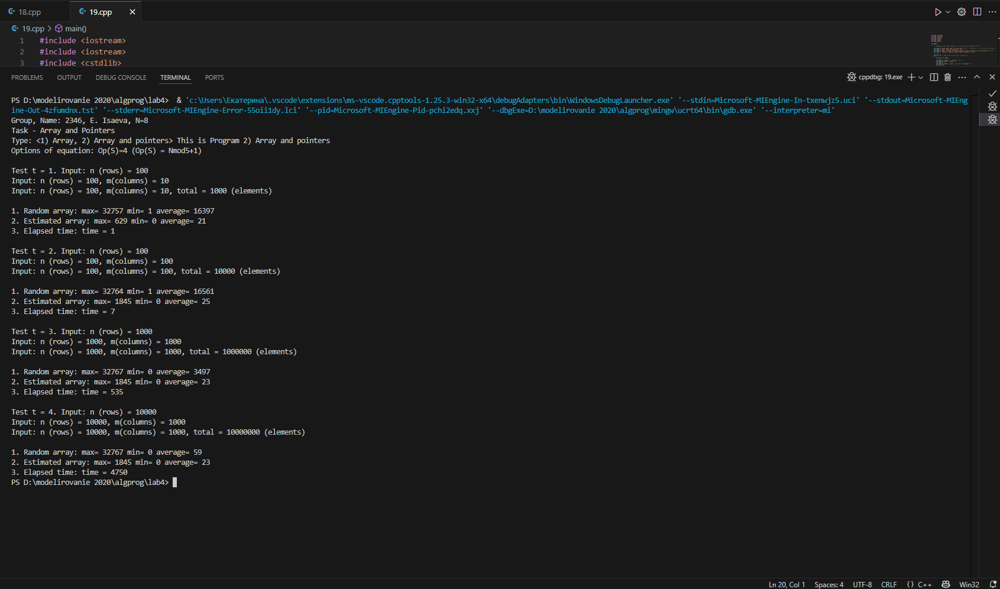 18.cpp 19.cpp
19.cpp > main()
1 #include <iostream>
2 #include <iostream>
3 #include <cstdlib>
PROBLEMS OUTPUT DEBUG CONSOLE TERMINAL PORTS cppdbg: 19.exe
PS D:\modelirovanie 2020\algprog\lab4> & 'c:\Users\Екатерина\.vscode\extensions\ms-vscode.cpptools-1.25.3-win32-x64\debugAdapters\bin\WindowsDebugLauncher.exe' '--stdin=Microsoft-MIEngine-In-txenwjz5.uci' '--stdout=Microsoft-MIEng
ine-Out-4zfumdnx.tst' '--stderr=Microsoft-MIEngine-Error-55oii1dy.lci' '--pid=Microsoft-MIEngine-Pid-pchi2edq.xxj' '--dbgExe=D:\modelirovanie 2020\algprog\mingw\ucrt64\bin\gdb.exe' '--interpreter=mi'
Group, Name: 2346, E. Isaeva, N=8
Task - Array and Pointers
Type: <1) Array, 2) Array and pointers> This is Program 2) Array and pointers
Options of equation: Op(S)=4 (Op(S) = Nmod5+1)
Test t = 1. Input: n (rows) = 100
Input: n (rows) = 100, m(columns) = 10
Input: n (rows) = 100, m(columns) = 10, total = 1000 (elements)
1. Random array: max= 32757 min= 1 average= 16397
2. Estimated array: max= 629 min= 0 average= 21
3. Elapsed time: time = 1
Test t = 2. Input: n (rows) = 100
Input: n (rows) = 100, m(columns) = 100
Input: n (rows) = 100, m(columns) = 100, total = 10000 (elements)
1. Random array: max= 32764 min= 1 average= 16561
2. Estimated array: max= 1845 min= 0 average= 25
3. Elapsed time: time = 7
Test t = 3. Input: n (rows) = 1000
Input: n (rows) = 1000, m(columns) = 1000
Input: n (rows) = 1000, m(columns) = 1000, total = 1000000 (elements)
1. Random array: max= 32767 min= 0 average= 3497
2. Estimated array: max= 1845 min= 0 average= 23
3. Elapsed time: time = 535
Test t = 4. Input: n (rows) = 10000
Input: n (rows) = 10000, m(columns) = 1000
Input: n (rows) = 10000, m(columns) = 1000, total = 10000000 (elements)
1. Random array: max= 32767 min= 0 average= 59
2. Estimated array: max= 1845 min= 0 average= 23
3. Elapsed time: time = 4750
PS D:\modelirovanie 2020\algprog\lab4>
Ln 20, Col 1 Spaces: 4 UTF-8 CRLF {} C++ Win32